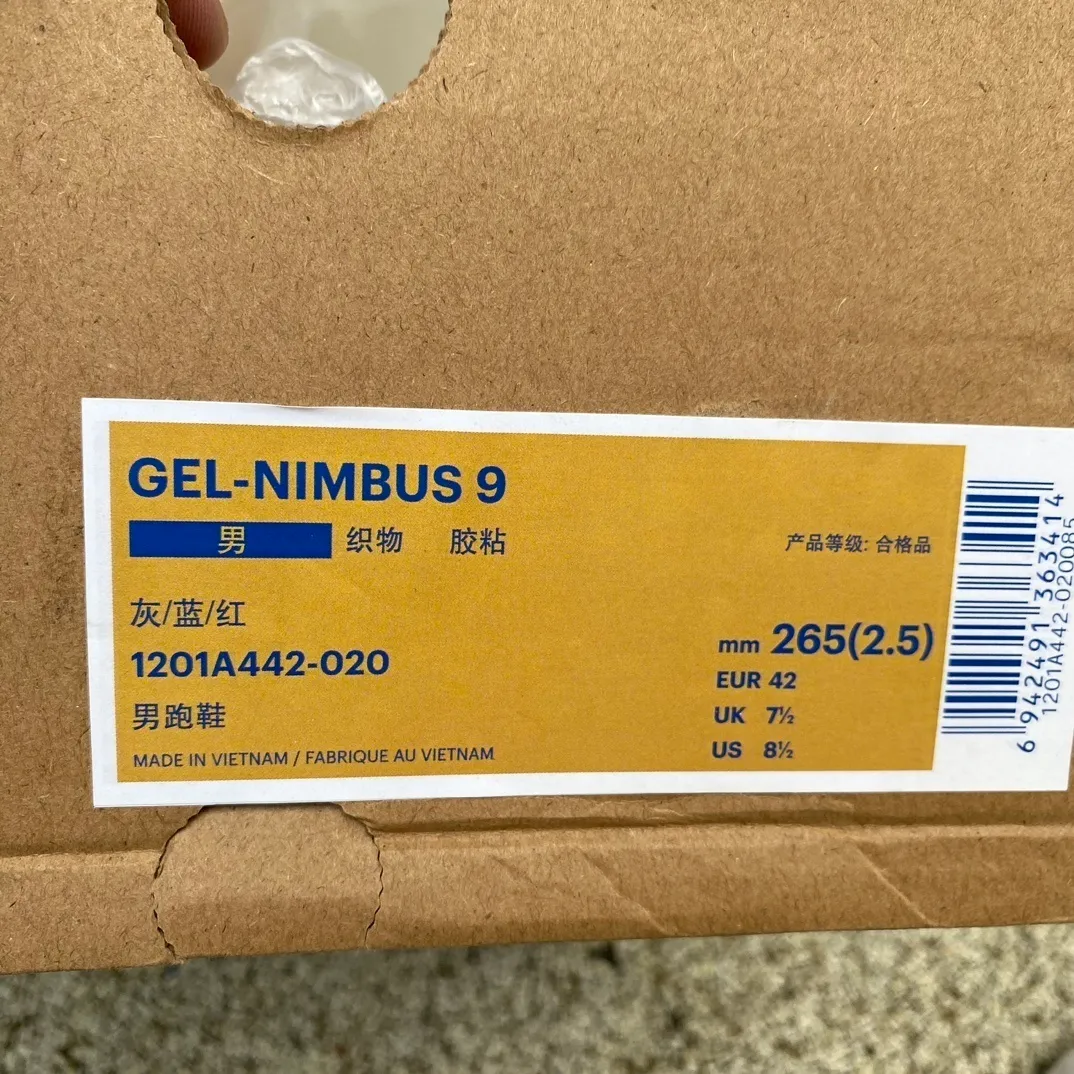 GEL-NIMBUS 9
男 织物 胶粘
产品等级: 合格品
灰/蓝/红
1201A442-020
男跑鞋
MADE IN VIETNAM / FABRIQUE AU VIETNAM
mm 265(2.5)
EUR 42
UK 7½
US 8½
6 942491 363414
1201A442-020085